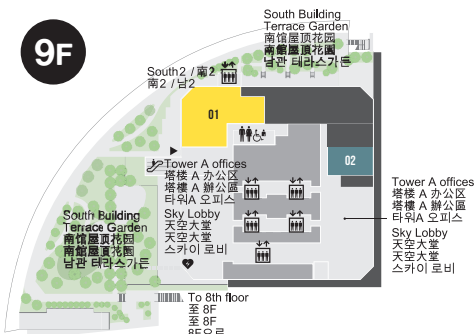 9F
South Building
Terrace Garden
南馆屋顶花园
南館屋頂花園
남관 테라스가든
South2 / 南2
南2 / 남2
01
02
Tower A offices
塔楼 A 办公区
塔樓 A 辦公區
타워A 오피스
Sky Lobby
天空大堂
天空大堂
스카이 로비
South Building
Terrace Garden
南馆屋顶花园
南館屋頂花園
남관 테라스가든
Tower A offices
塔楼 A 办公区
塔樓 A 辦公區
타워A 오피스
Sky Lobby
天空大堂
天空大堂
스카이 로비
To 8th floor
至 8F
至 8F
8F으로